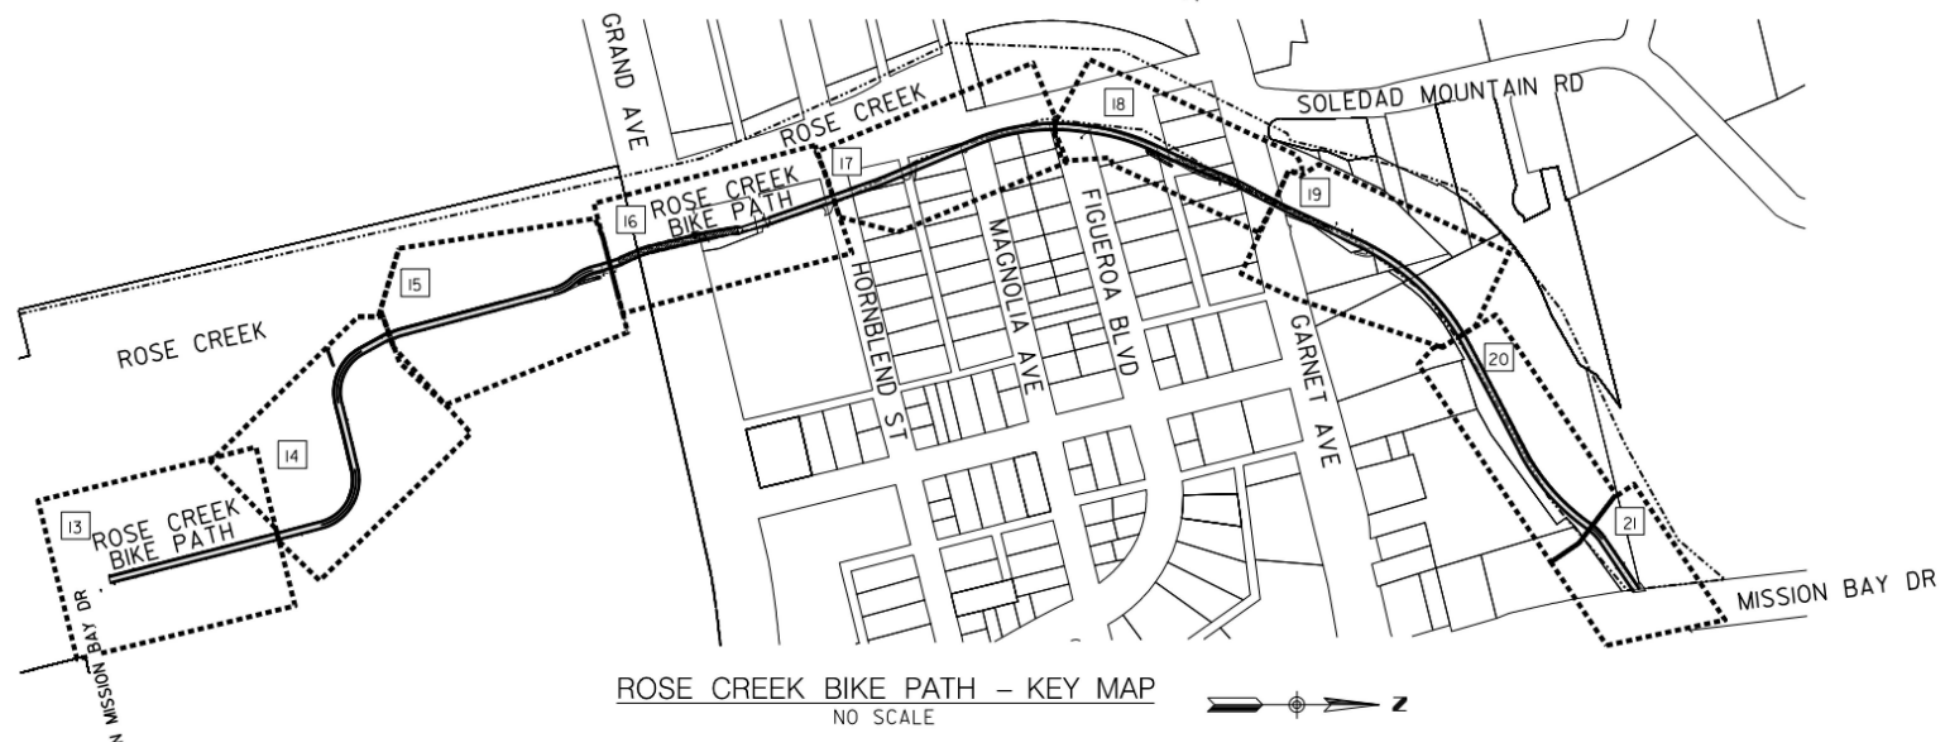 GRAND AVE
ROSE CREEK
18
SOLEDAD MOUNTAIN RD
17
ROSE CREEK
BIKE PATH
16
19
15
ROSE CREEK
HORNBLEND ST
MAGNOLIA AVE
FIGUEROA BLVD
GARNET AVE
20
14
13
ROSE CREEK
BIKE PATH
21
N MISSION BAY DR
MISSION BAY DR
ROSE CREEK BIKE PATH – KEY MAP
NO SCALE
N